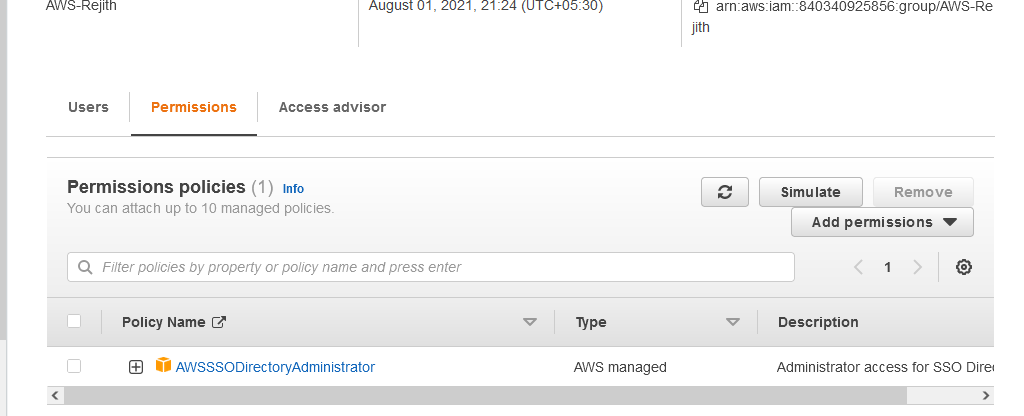 AWS-Rejith August 01, 2021, 21:24 (UTC+05:30) arn:aws:iam::840340925856:group/AWS-Re
jith
Users Permissions Access advisor
Permissions policies (1) Info
You can attach up to 10 managed policies.
Simulate Remove
Add permissions
Filter policies by property or policy name and press enter 1
Policy Name Type Description
AWSSSODirectoryAdministrator AWS managed Administrator access for SSO Dire